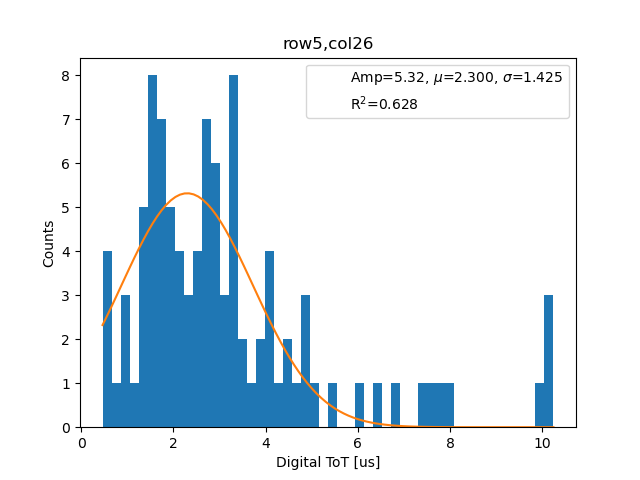 row5,col26
Amp=5.32, μ=2.300, σ=1.425
R²=0.628
8
7
6
5
4
3
2
1
0
Counts
0 2 4 6 8 10
Digital ToT [us]